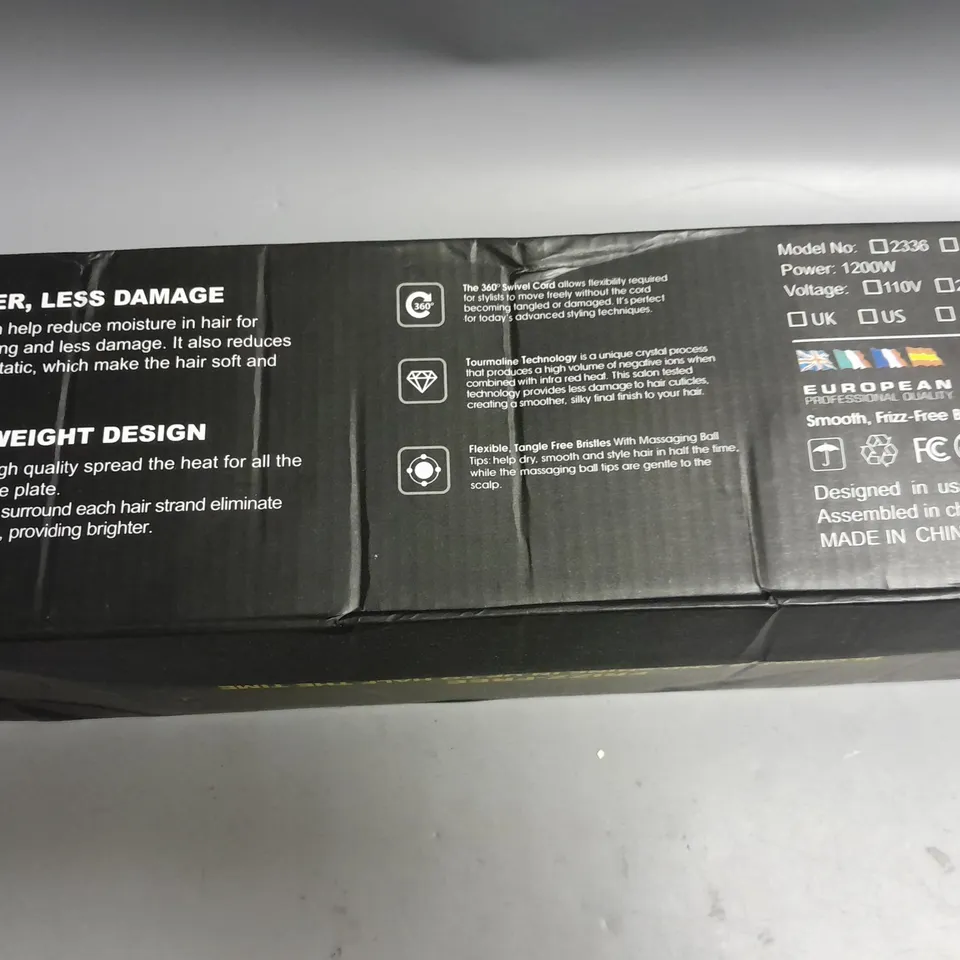 ER, LESS DAMAGE
help reduce moisture in hair for
ng and less damage. It also reduces
tatic, which make the hair soft and
WEIGHT DESIGN
gh quality spread the heat for all the
e plate.
surround each hair strand eliminate
, providing brighter.
360°
The 360° Swivel Cord allows flexibility required
for stylists to move freely without the cord
becoming tangled or damaged. It's perfect
for today's advanced styling techniques.
Tourmaline Technology is a unique crystal process
that produces a high volume of negative ions when
combined with infra red heat. This salon tested
technology provides less damage to hair cuticles,
creating a smoother, silky final finish to your hair.
Flexible, Tangle Free Bristles With Massaging Ball
Tips: help dry, smooth and style hair in half the time,
while the massaging ball tips are gentle to the
scalp.
Model No: □2336 □
Power: 1200W
Voltage: □110V □2
□UK □US □
EUROPEAN
PROFESSIONAL QUALITY
Smooth, Frizz-Free B
FC
Designed in us
Assembled in ch
MADE IN CHIN
HALF THE TIME